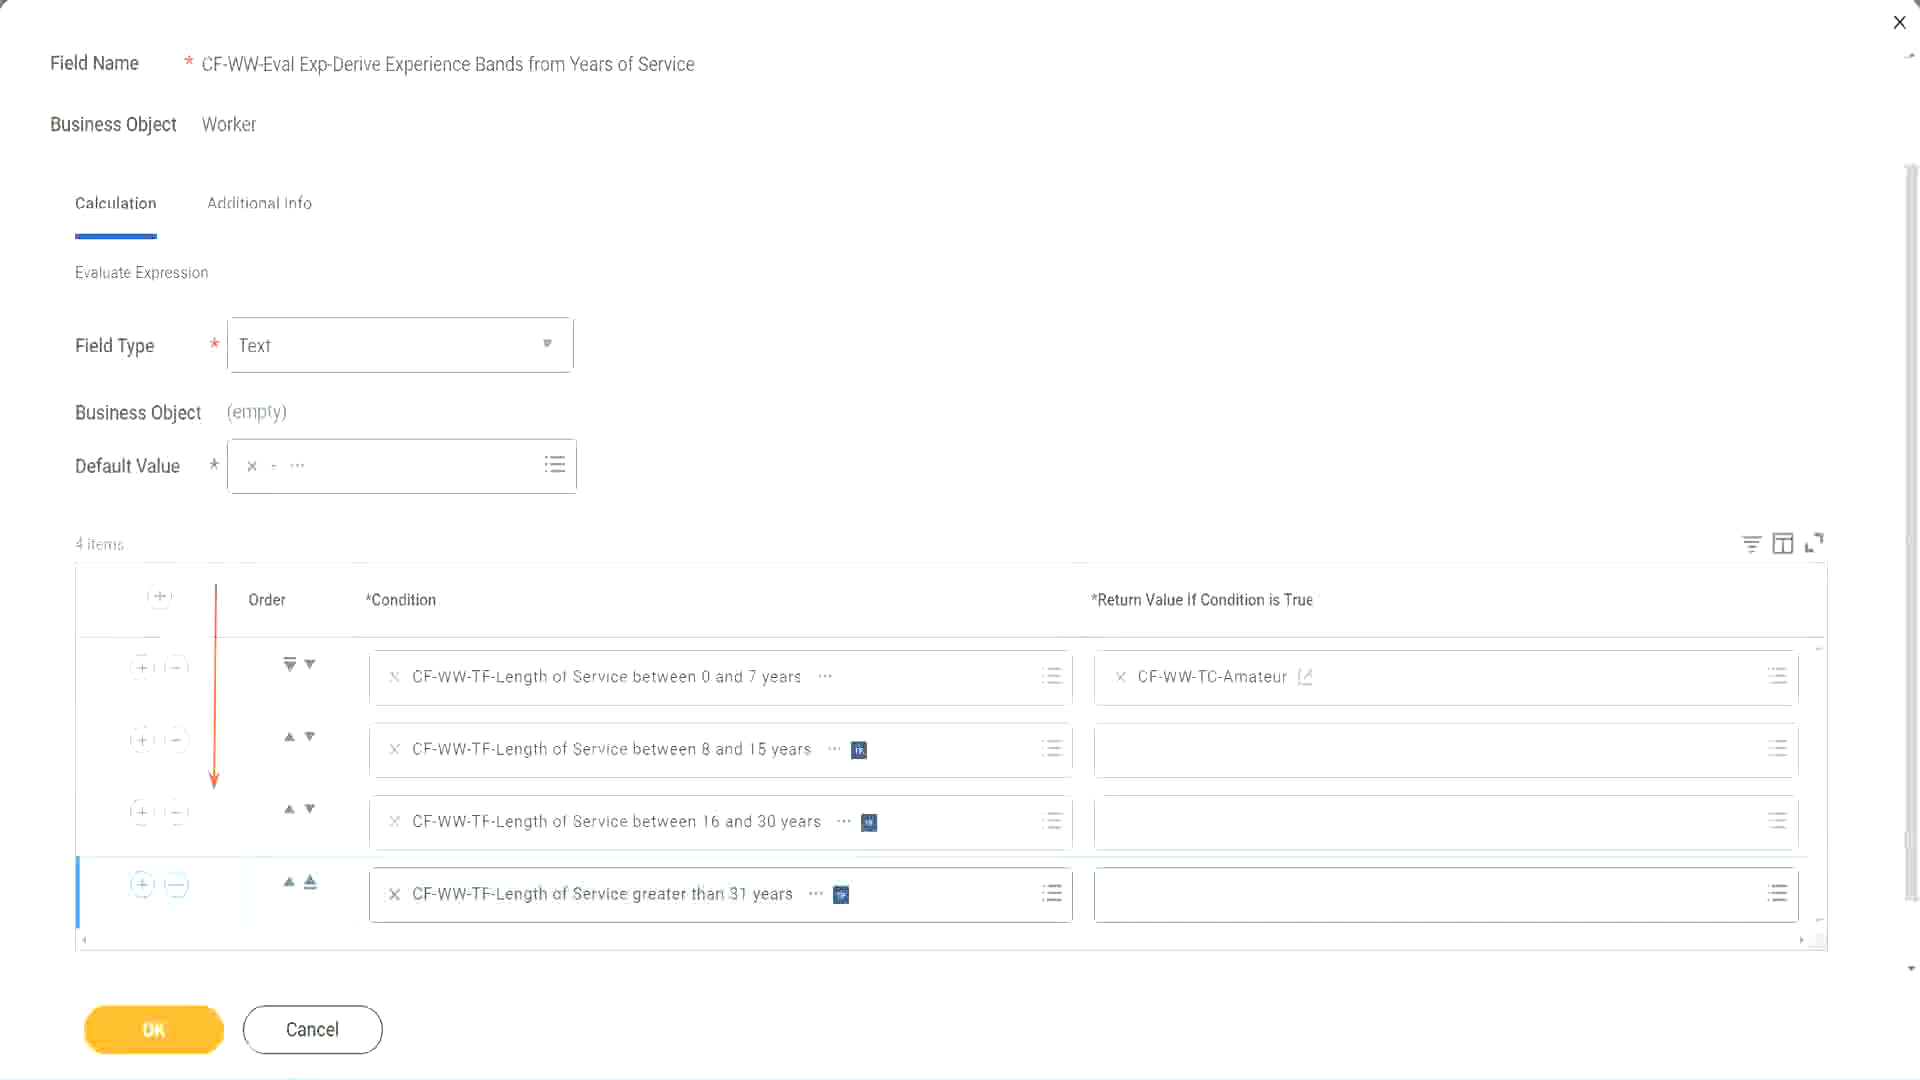 Field Name * CF-WW-Eval Exp-Derive Experience Bands from Years of Service
Business Object Worker
Calculation Additional Info
Evaluate Expression
Field Type * Text
Business Object (empty)
Default Value * × - ...
4 items
Order *Condition *Return Value If Condition is True
CF-WW-TF-Length of Service between 0 and 7 years ... CF-WW-TC-Amateur
CF-WW-TF-Length of Service between 8 and 15 years ...
CF-WW-TF-Length of Service between 16 and 30 years ...
CF-WW-TF-Length of Service greater than 31 years ...
OK Cancel